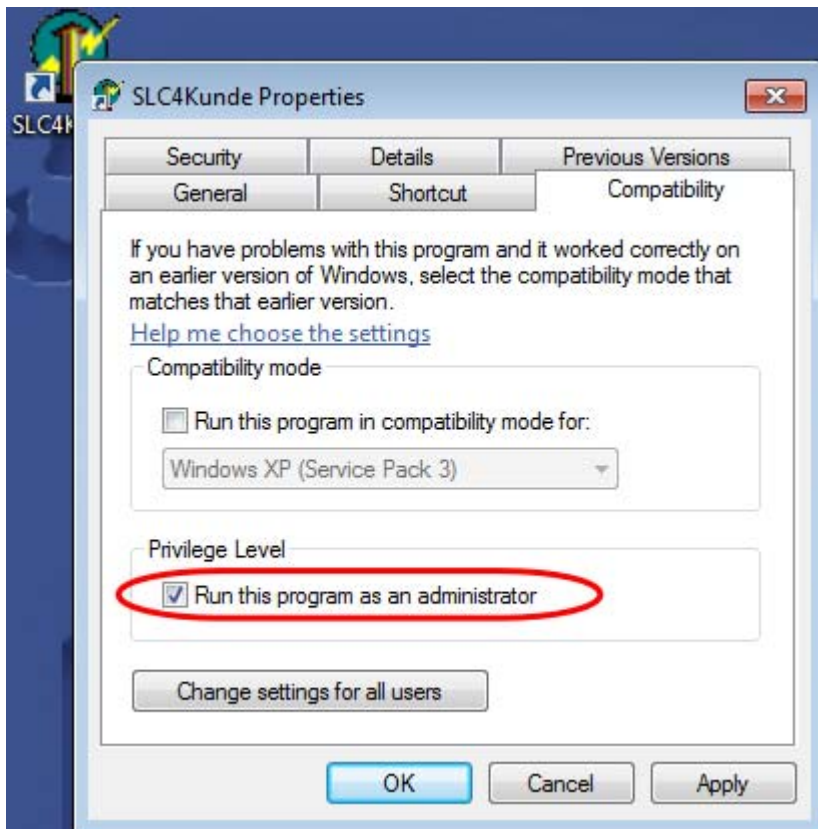 SLC4K
SLC4Kunde Properties
Security Details Previous Versions
General Shortcut Compatibility
If you have problems with this program and it worked correctly on
an earlier version of Windows, select the compatibility mode that
matches that earlier version.
Help me choose the settings
Compatibility mode
Run this program in compatibility mode for:
Windows XP (Service Pack 3)
Privilege Level
Run this program as an administrator
Change settings for all users
OK Cancel Apply